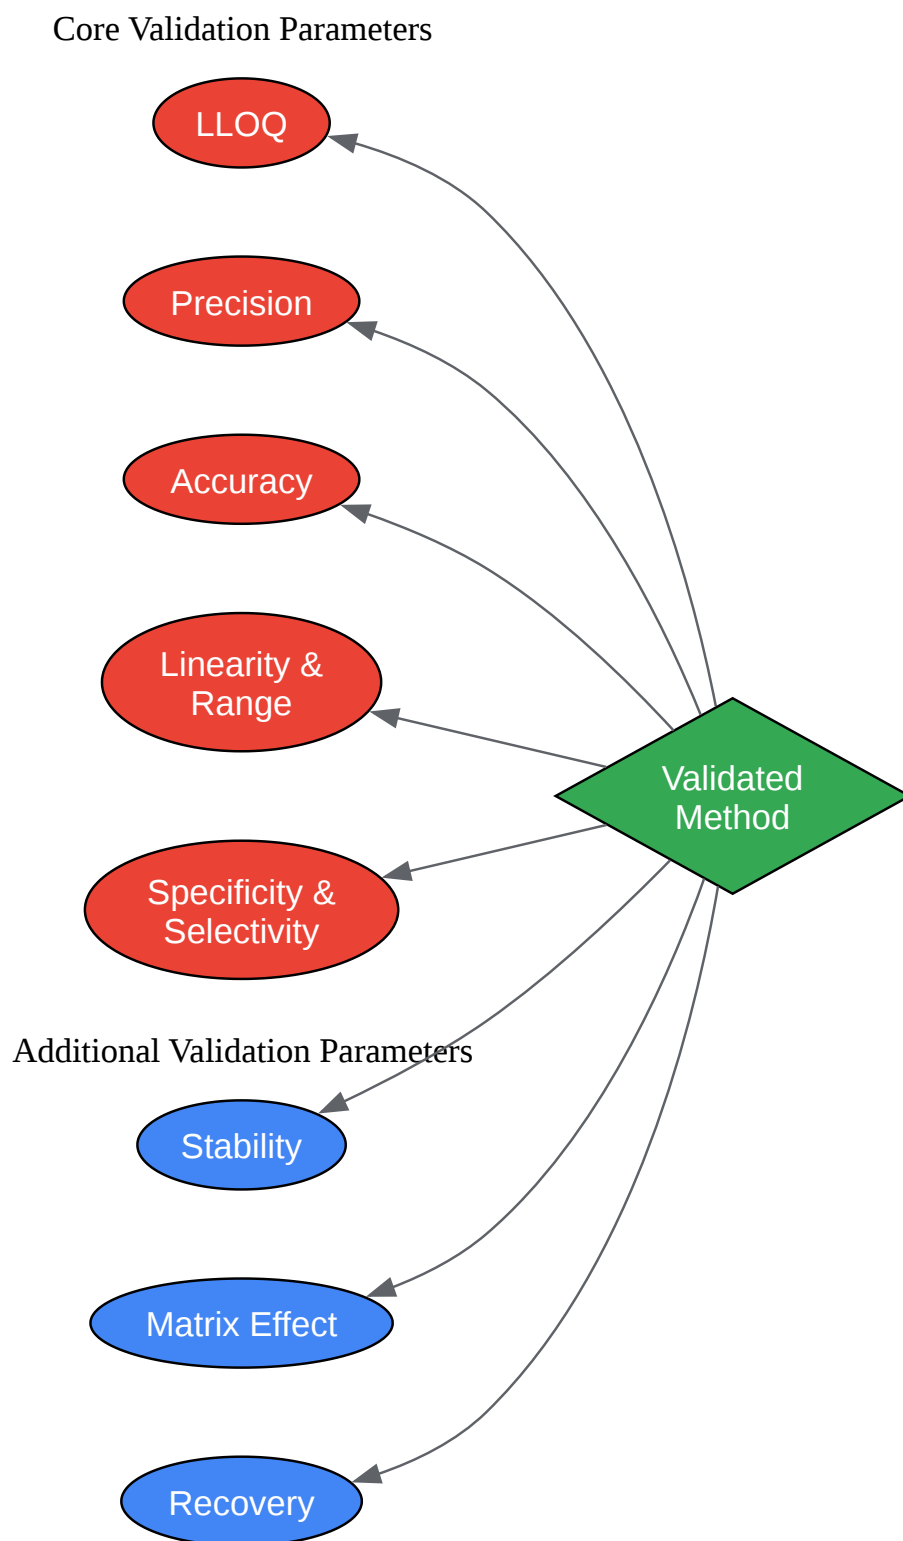 Core Validation Parameters
LLOQ
Precision
Accuracy
Linearity &
Range
Validated
Method
Specificity &
Selectivity
Additional Validation Parameters
Stability
Matrix Effect
Recovery